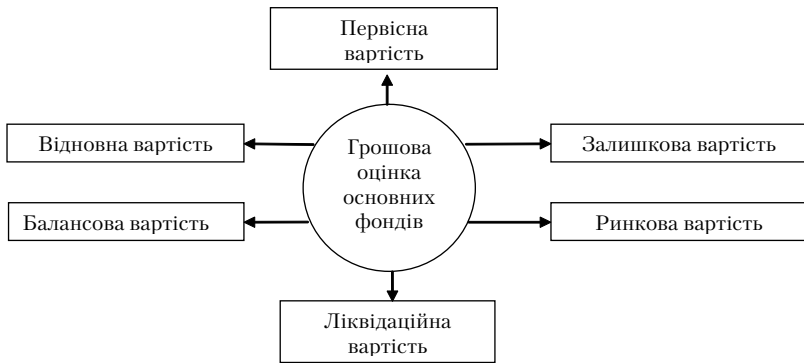 Первісна
вартість
Відновна вартість
Грошова
оцінка
основних
фондів
Залишкова вартість
Балансова вартість
Ринкова вартість
Ліквідаційна
вартість